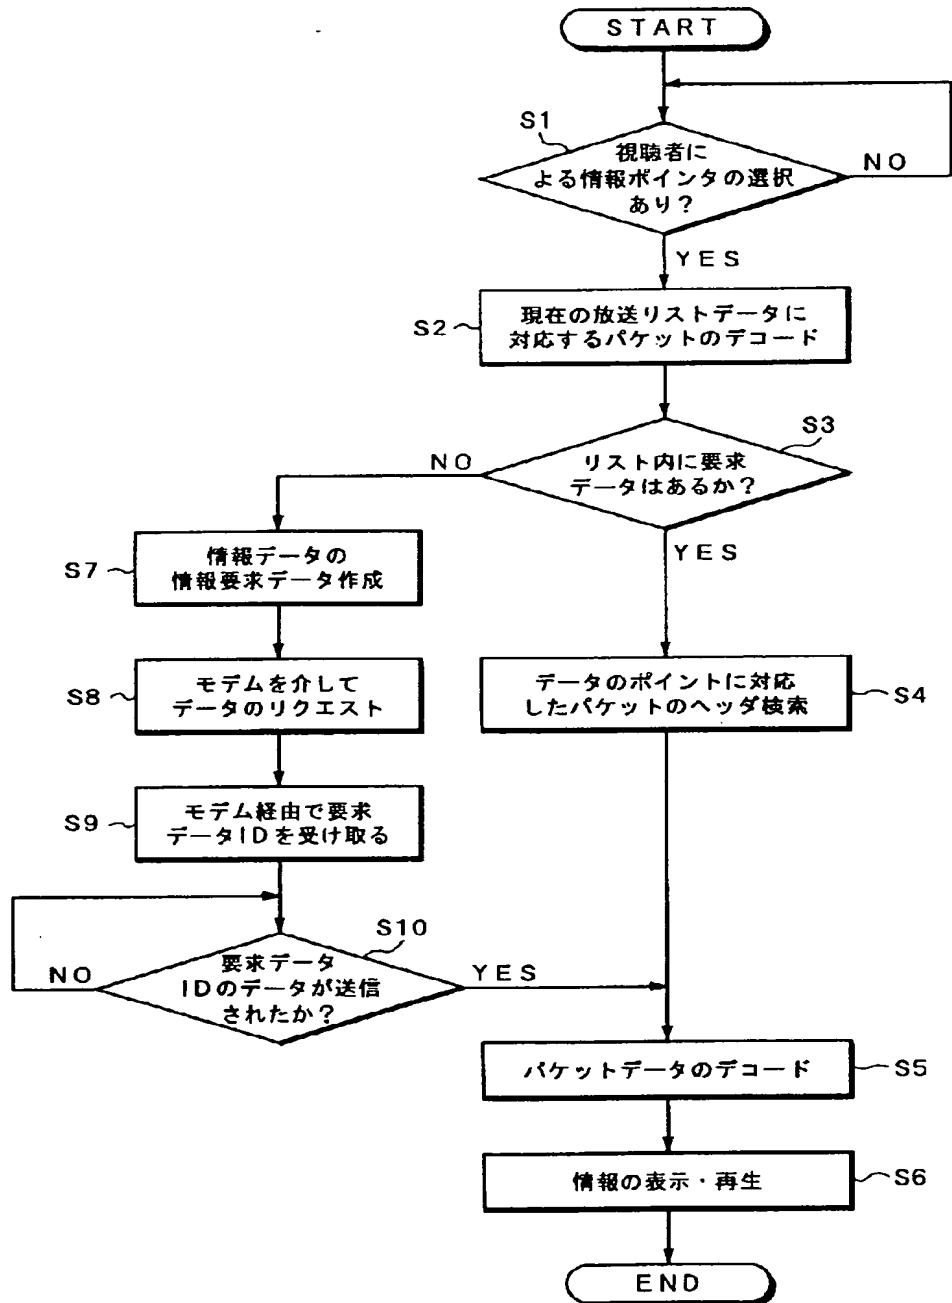 START
S1
視聴者に
よる情報ポインタの選択
あり?
NO
YES
S2
現在の放送リストデータに
対応するパケットのデコード
S3
リスト内に要求
データはあるか?
NO
YES
S7
情報データの
情報要求データ作成
S8
モデムを介して
データのリクエスト
データのポイントに対応
したパケットのヘッダ検索
S4
S9
モデム経由で要求
データIDを受け取る
S10
要求データ
IDのデータが送信
されたか?
NO
YES
パケットデータのデコード
S5
情報の表示・再生
S6
END